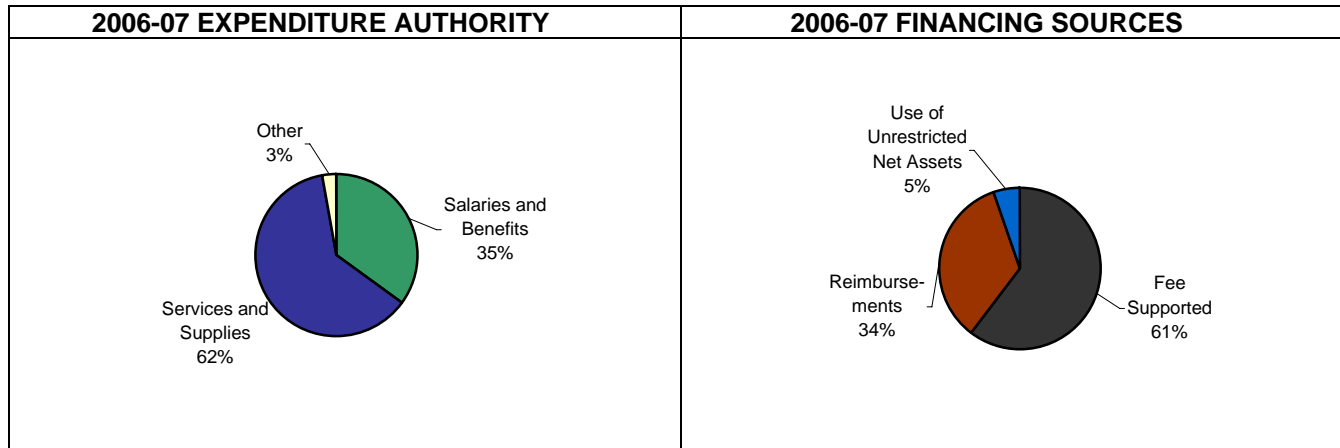 2006-07 EXPENDITURE AUTHORITY
2006-07 FINANCING SOURCES
Other
3%
Salaries and
Benefits
35%
Services and
Supplies
62%
Use of
Unrestricted
Net Assets
5%
Reimburse-
ments
34%
Fee
Supported
61%